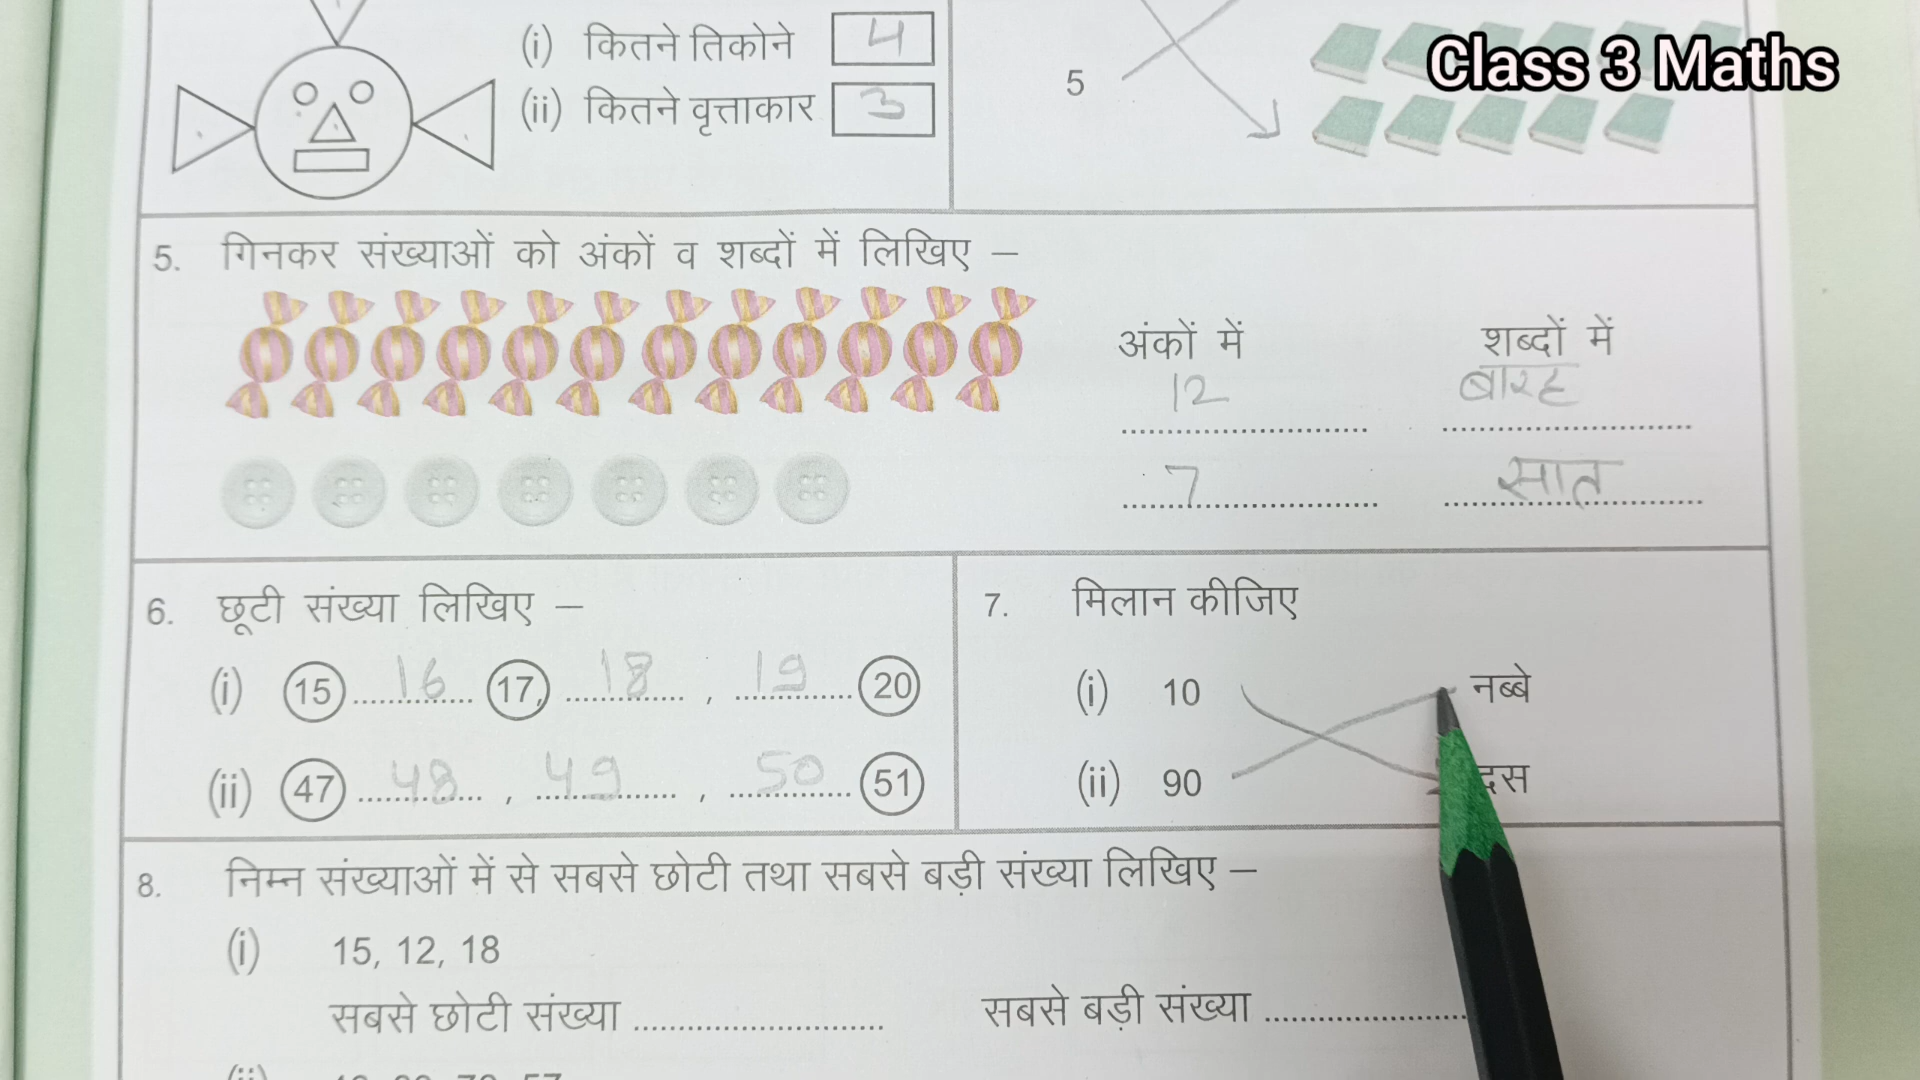 Class 3 Maths
(i) कितने तिकोने 4
(ii) कितने वृत्ताकार 3
5
5. गिनकर संख्याओं को अंकों व शब्दों में लिखिए –
अंकों में शब्दों में
12 बारह
7 सात
6. छूटी संख्या लिखिए –
(i) 15 16 17, 18 , 19 20
(ii) 47 48 , 49 , 50 51
7. मिलान कीजिए
(i) 10 नब्बे
(ii) 90 दस
8. निम्न संख्याओं में से सबसे छोटी तथा सबसे बड़ी संख्या लिखिए –
(i) 15, 12, 18
सबसे छोटी संख्या .......................... सबसे बड़ी संख्या .....................